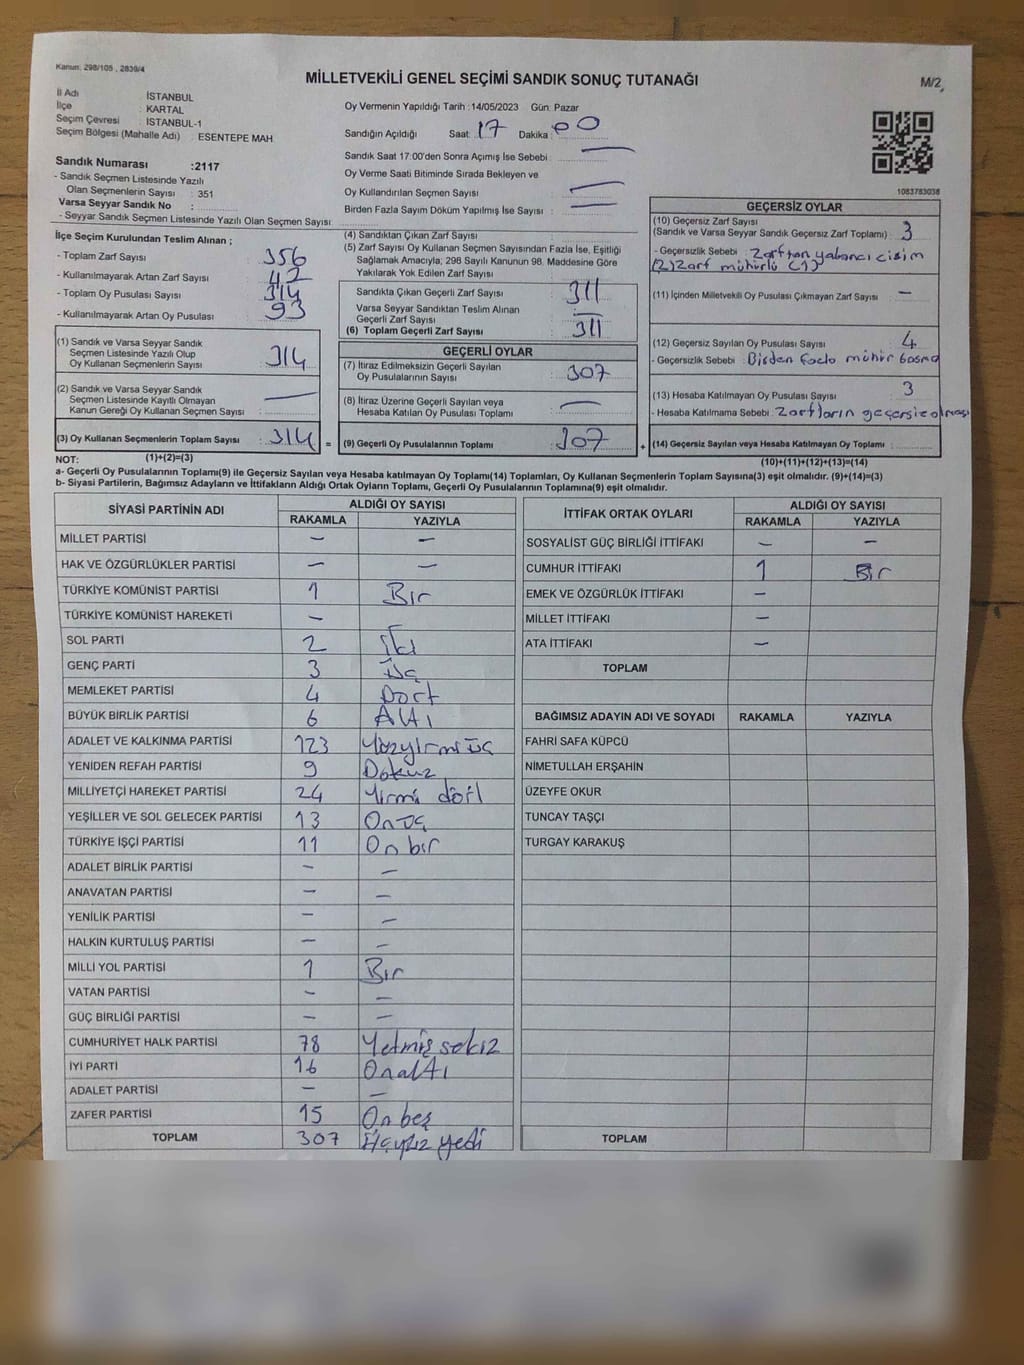 Kanun: 298/105 , 2839/4
MİLLETVEKİLİ GENEL SEÇİMİ SANDIK SONUÇ TUTANAĞI
M/2
İl Adı : İSTANBUL
İlçe : KARTAL
Seçim Çevresi : İSTANBUL-1
Seçim Bölgesi (Mahalle Adı) : ESENTEPE MAH
Oy Vermenin Yapıldığı Tarih :14/05/2023 Gün: Pazar
Sandığın Açıldığı Saat: 17 Dakika: 00
Sandık Saat 17:00'den Sonra Açımış İse Sebebi : —
Oy Verme Saati Bitiminde Sırada Bekleyen ve
Oy Kullandırılan Seçmen Sayısı : —
Birden Fazla Sayım Döküm Yapılmış İse Sayısı : —
1083783038
Sandık Numarası :2117
- Sandık Seçmen Listesinde Yazılı
Olan Seçmenlerin Sayısı : 351
Varsa Seyyar Sandık No :
- Seyyar Sandık Seçmen Listesinde Yazılı Olan Seçmen Sayısı:
İlçe Seçim Kurulundan Teslim Alınan ;
- Toplam Zarf Sayısı : 356
- Kullanılmayarak Artan Zarf Sayısı : 42
- Toplam Oy Pusulası Sayısı : 314
- Kullanılmayarak Artan Oy Pusulası : 93
(1) Sandık ve Varsa Seyyar Sandık
Seçmen Listesinde Yazılı Olup
Oy Kullanan Seçmenlerin Sayısı : 314
(2) Sandık ve Varsa Seyyar Sandık
Seçmen Listesinde Kayıtlı Olmayan
Kanun Gereği Oy Kullanan Seçmen Sayısı : —
(3) Oy Kullanan Seçmenlerin Toplam Sayısı : 314 =
(1)+(2)=(3)
(4) Sandıktan Çıkan Zarf Sayısı :
(5) Zarf Sayısı Oy Kullanan Seçmen Sayısından Fazla İse, Eşitliği
Sağlamak Amacıyla; 298 Sayılı Kanunun 98. Maddesine Göre
Yakılarak Yok Edilen Zarf Sayısı :
Sandıkta Çıkan Geçerli Zarf Sayısı : 311
Varsa Seyyar Sandıktan Teslim Alınan
Geçerli Zarf Sayısı : —
(6) Toplam Geçerli Zarf Sayısı : 311
GEÇERLİ OYLAR
(7) İtiraz Edilmeksizin Geçerli Sayılan
Oy Pusulalarının Sayısı : 307
(8) İtiraz Üzerine Geçerli Sayılan veya
Hesaba Katılan Oy Pusulası Toplamı : —
(9) Geçerli Oy Pusulalarının Toplamı : 307 +
GEÇERSİZ OYLAR
(10) Geçersiz Zarf Sayısı
(Sandık ve Varsa Seyyar Sandık Geçersiz Zarf Toplamı) : 3
- Geçersizlik Sebebi : Zarftan yabancı cisim
(2) Zarf mühürlü (1)
(11) İçinden Milletvekili Oy Pusulası Çıkmayan Zarf Sayısı : —
(12) Geçersiz Sayılan Oy Pusulası Sayısı : 4
- Geçersizlik Sebebi : Birden fazla mühür basma
(13) Hesaba Katılmayan Oy Pusulası Sayısı : 3
- Hesaba Katılmama Sebebi : Zarfların geçersiz olması
(14) Geçersiz Sayılan veya Hesaba Katılmayan Oy Pusulası Toplamı :
(10)+(11)+(12)+(13)=(14)
NOT:
a- Geçerli Oy Pusulalarının Toplamı(9) ile Geçersiz Sayılan veya Hesaba katılmayan Oy Toplamı(14) Toplamları, Oy Kullanan Seçmenlerin Toplam Sayısına(3) eşit olmalıdır. (9)+(14)=(3)
b- Siyasi Partilerin, Bağımsız Adayların ve İttifakların Aldığı Ortak Oyların Toplamı, Geçerli Oy Pusulalarının Toplamına(9) eşit olmalıdır.
SİYASİ PARTİNİN ADI ALDIĞI OY SAYISI
RAKAMLA YAZIYLA
MİLLET PARTİSİ — —
HAK VE ÖZGÜRLÜKLER PARTİSİ — —
TÜRKİYE KOMÜNİST PARTİSİ 1 Bir
TÜRKİYE KOMÜNİST HAREKETİ —
SOL PARTİ 2 İki
GENÇ PARTİ 3 Üç
MEMLEKET PARTİSİ 4 Dört
BÜYÜK BİRLİK PARTİSİ 6 Altı
ADALET VE KALKINMA PARTİSİ 123 Yüzyirmi üç
YENİDEN REFAH PARTİSİ 9 Dokuz
MİLLİYETÇİ HAREKET PARTİSİ 24 Yirmi dört
YEŞİLLER VE SOL GELECEK PARTİSİ 13 Onüç
TÜRKİYE İŞÇİ PARTİSİ 11 On bir
ADALET BİRLİK PARTİSİ — —
ANAVATAN PARTİSİ — —
YENİLİK PARTİSİ — —
HALKIN KURTULUŞ PARTİSİ — —
MİLLİ YOL PARTİSİ 1 Bir
VATAN PARTİSİ — —
GÜÇ BİRLİĞİ PARTİSİ — —
CUMHURİYET HALK PARTİSİ 78 Yetmiş sekiz
İYİ PARTİ 16 Onaltı
ADALET PARTİSİ — —
ZAFER PARTİSİ 15 On beş
TOPLAM 307 Üçyüz yedi
İTTİFAK ORTAK OYLARI ALDIĞI OY SAYISI
RAKAMLA YAZIYLA
SOSYALİST GÜÇ BİRLİĞİ İTTİFAKI — —
CUMHUR İTTİFAKI 1 Bir
EMEK VE ÖZGÜRLÜK İTTİFAKI —
MİLLET İTTİFAKI —
ATA İTTİFAKI —
TOPLAM
BAĞIMSIZ ADAYIN ADI VE SOYADI RAKAMLA YAZIYLA
FAHRİ SAFA KÜPCÜ
NİMETULLAH ERŞAHİN
ÜZEYFE OKUR
TUNCAY TAŞÇI
TURGAY KARAKUŞ
TOPLAM